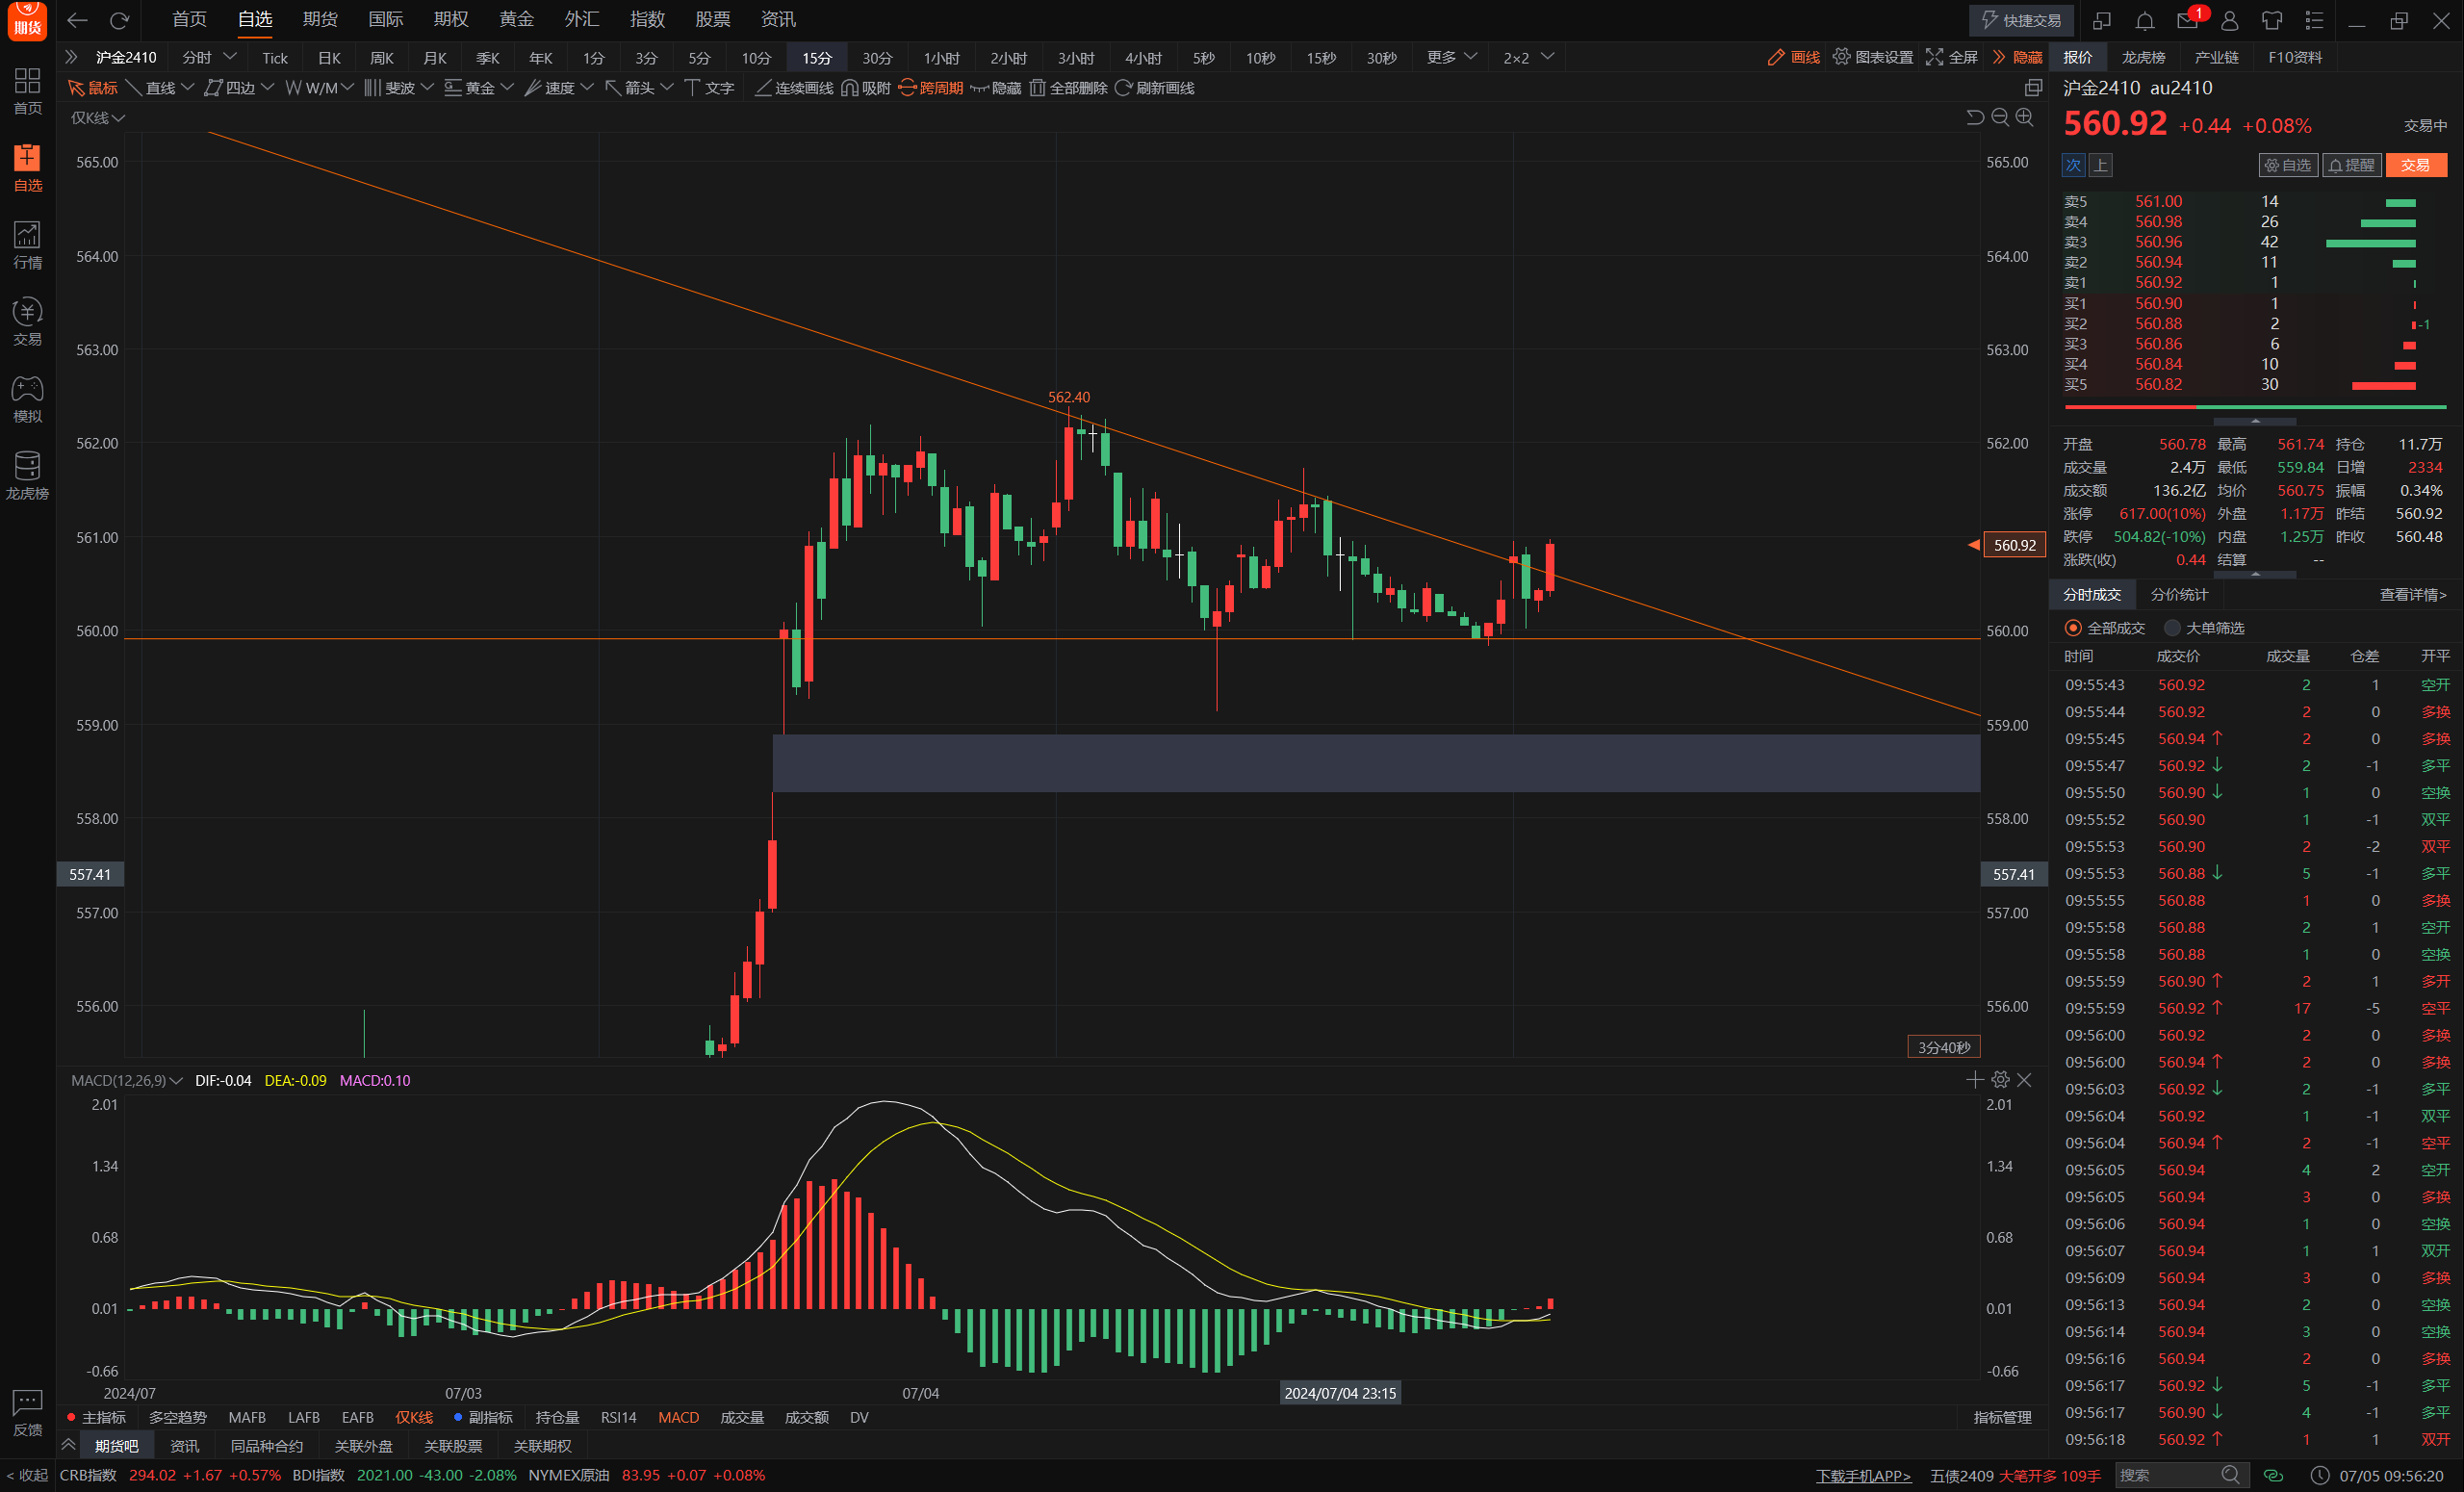 期货 首页 自选 期货 国际 期权 黄金 外汇 指数 股票 资讯 快捷交易 1
沪金2410 分时 Tick 日K 周K 月K 季K 年K 1分 3分 5分 10分 15分 30分 1小时 2小时 3小时 4小时 5秒 10秒 15秒 30秒 更多 2×2 画线 图表设置 全屏 隐藏
鼠标 直线 四边 W/M 斐波 黄金 速度 箭头 文字 连续画线 吸附 跨周期 隐藏 全部删除 刷新画线
首页
自选
行情
交易
模拟
龙虎榜
反馈
仅K线
565.00 565.00
564.00 564.00
563.00 563.00
562.40
562.00 562.00
561.00 560.92
560.00 560.00
559.00 559.00
558.00 558.00
557.41 557.41
557.00 557.00
556.00 556.00
3分40秒
MACD(12,26,9) DIF:-0.04 DEA:-0.09 MACD:0.10
2.01 2.01
1.34 1.34
0.68 0.68
0.01 0.01
-0.66 -0.66
2024/07 07/03 07/04 2024/07/04 23:15
主指标 多空趋势 MAFB LAFB EAFB 仅K线 副指标 持仓量 RSI14 MACD 成交量 成交额 DV 指标管理
期货吧 资讯 同品种合约 关联外盘 关联股票 关联期权
报价 龙虎榜 产业链 F10资料
沪金2410 au2410
560.92 +0.44 +0.08% 交易中
次 上 自选 提醒 交易
卖5 561.00 14
卖4 560.98 26
卖3 560.96 42
卖2 560.94 11
卖1 560.92 1
买1 560.90 1
买2 560.88 2 -1
买3 560.86 6
买4 560.84 10
买5 560.82 30
开盘 560.78 最高 561.74 持仓 11.7万
成交量 2.4万 最低 559.84 日增 2334
成交额 136.2亿 均价 560.75 振幅 0.34%
涨停 617.00(10%) 外盘 1.17万 昨结 560.92
跌停 504.82(-10%) 内盘 1.25万 昨收 560.48
涨跌(收) 0.44 结算 --
分时成交 分价统计 查看详情>
全部成交 大单筛选
时间 成交价 成交量 仓差 开平
09:55:43 560.92 2 1 空开
09:55:44 560.92 2 0 多换
09:55:45 560.94 ↑ 2 0 多换
09:55:47 560.92 ↓ 2 -1 多平
09:55:50 560.90 ↓ 1 0 空换
09:55:52 560.90 1 -1 双平
09:55:53 560.90 2 -2 双平
09:55:53 560.88 ↓ 5 -1 多平
09:55:55 560.88 1 0 多换
09:55:58 560.88 2 1 空开
09:55:58 560.88 1 0 空换
09:55:59 560.90 ↑ 2 1 多开
09:55:59 560.92 ↑ 17 -5 空平
09:56:00 560.92 2 0 多换
09:56:00 560.94 ↑ 2 0 多换
09:56:03 560.92 ↓ 2 -1 多平
09:56:04 560.92 1 -1 双平
09:56:04 560.94 ↑ 2 -1 空平
09:56:05 560.94 4 2 空开
09:56:05 560.94 3 0 多换
09:56:06 560.94 1 0 空换
09:56:07 560.94 1 1 双开
09:56:09 560.94 3 0 多换
09:56:13 560.94 2 0 空换
09:56:14 560.94 3 0 空换
09:56:16 560.94 2 0 多换
09:56:17 560.92 ↓ 5 -1 多平
09:56:17 560.90 ↓ 4 -1 多平
09:56:18 560.92 ↑ 1 1 双开
< 收起 CRB指数 294.02 +1.67 +0.57% BDI指数 2021.00 -43.00 -2.08% NYMEX原油 83.95 +0.07 +0.08% 下载手机APP> 五债2409 大笔开多 109手 搜索 07/05 09:56:20